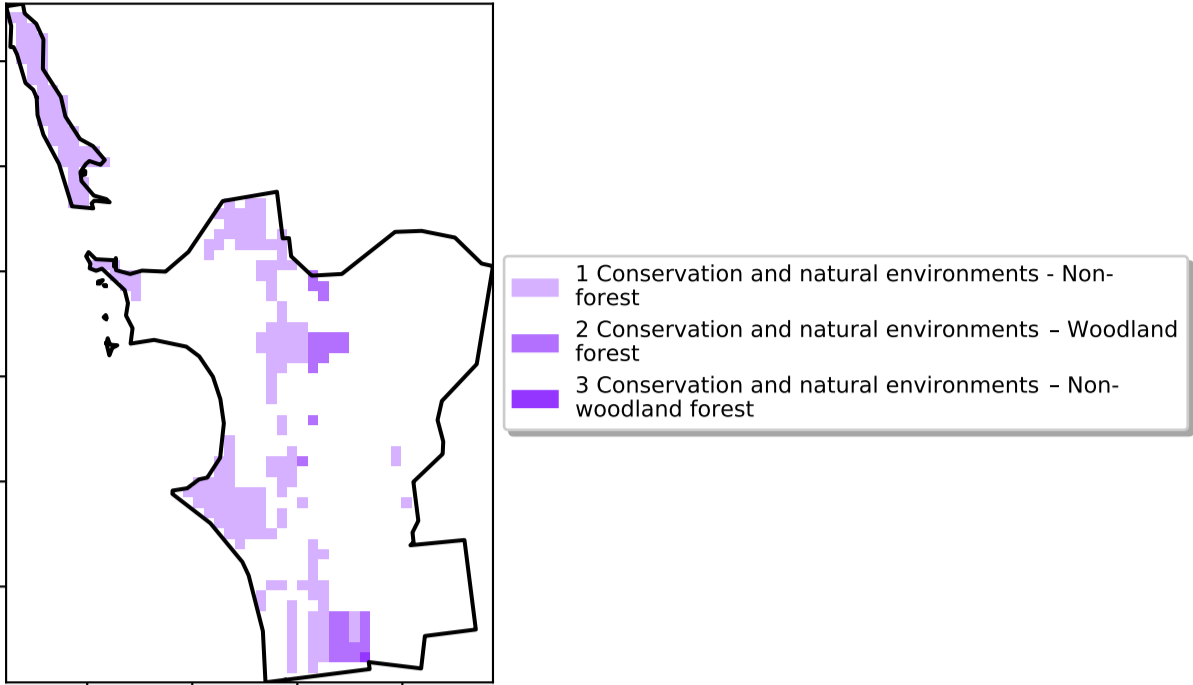 1 Conservation and natural environments - Non-
forest
2 Conservation and natural environments – Woodland
forest
3 Conservation and natural environments – Non-
woodland forest